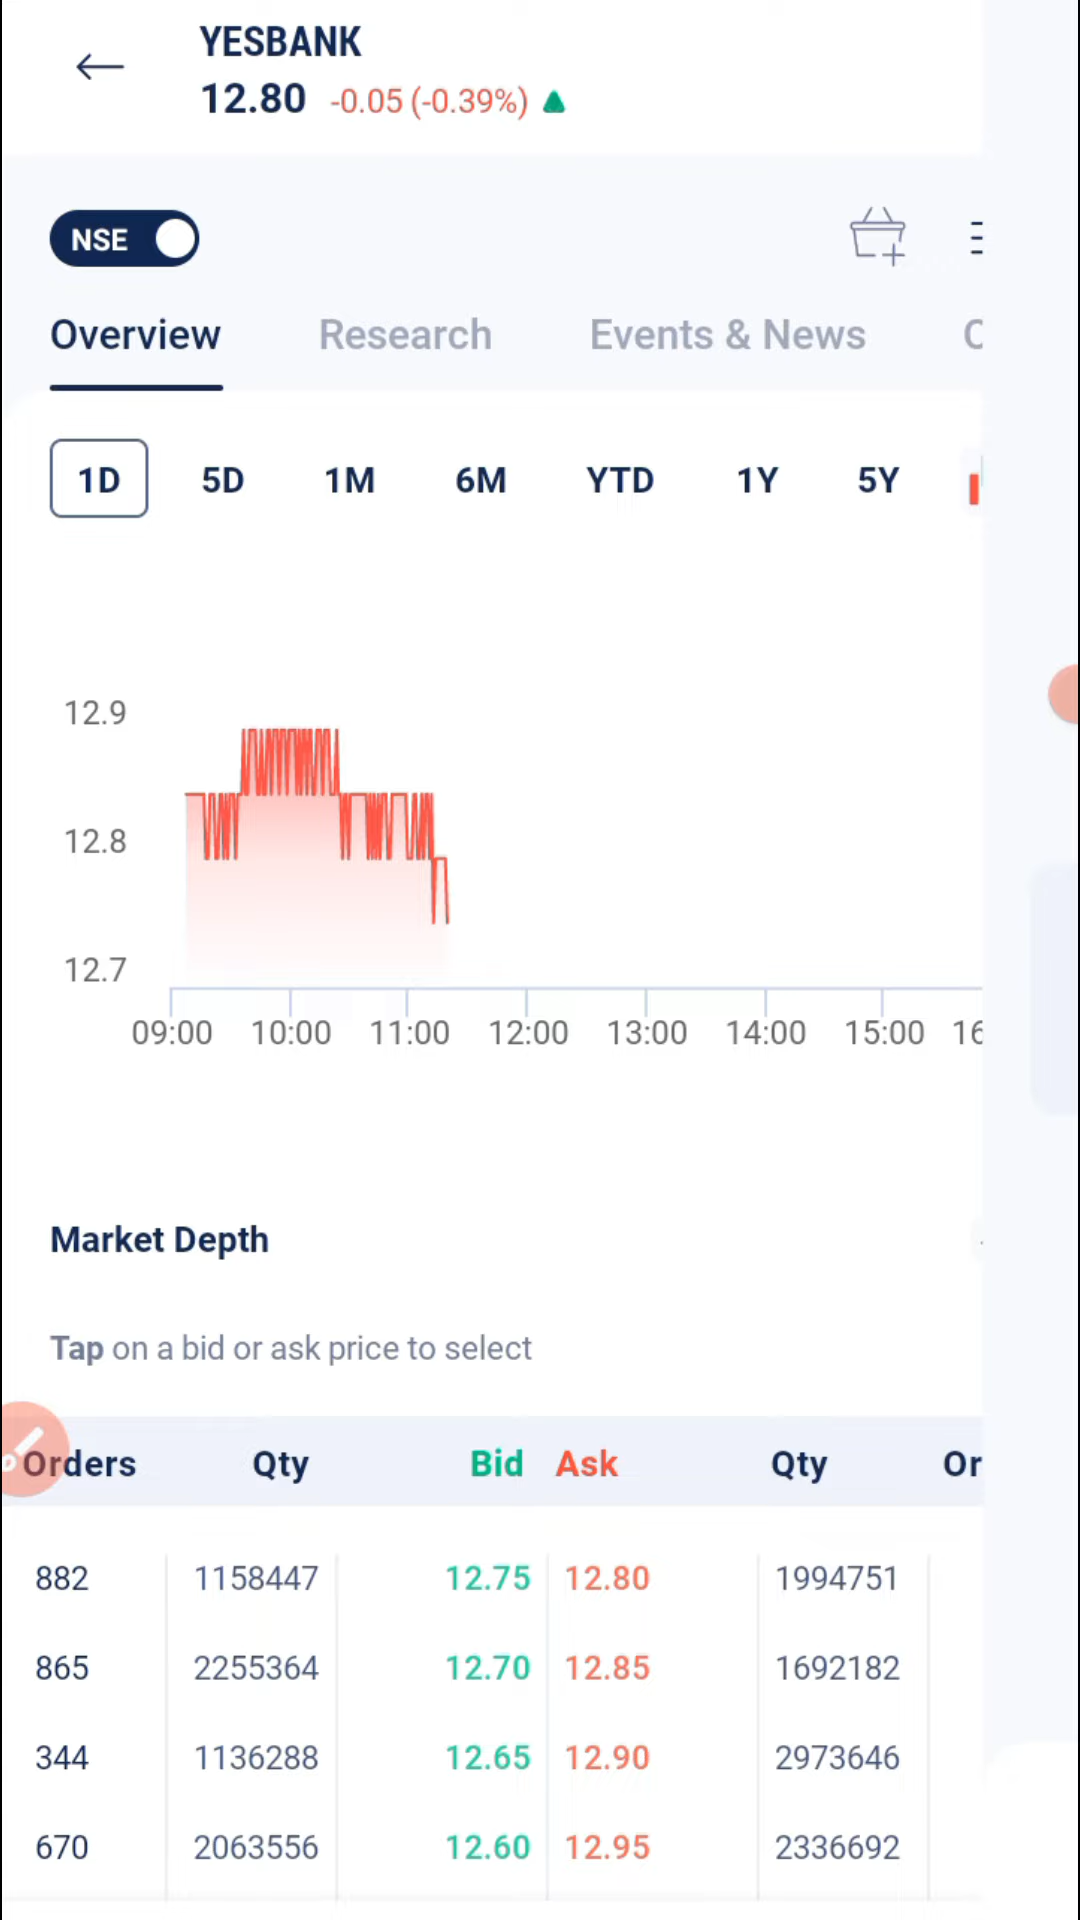 YESBANK
12.80 -0.05 (-0.39%)
NSE
Overview Research Events & News
1D 5D 1M 6M YTD 1Y 5Y
12.9
12.8
12.7
09:00 10:00 11:00 12:00 13:00 14:00 15:00 16
Market Depth
Tap on a bid or ask price to select
Orders Qty Bid Ask Qty Or
882 1158447 12.75 12.80 1994751
865 2255364 12.70 12.85 1692182
344 1136288 12.65 12.90 2973646
670 2063556 12.60 12.95 2336692